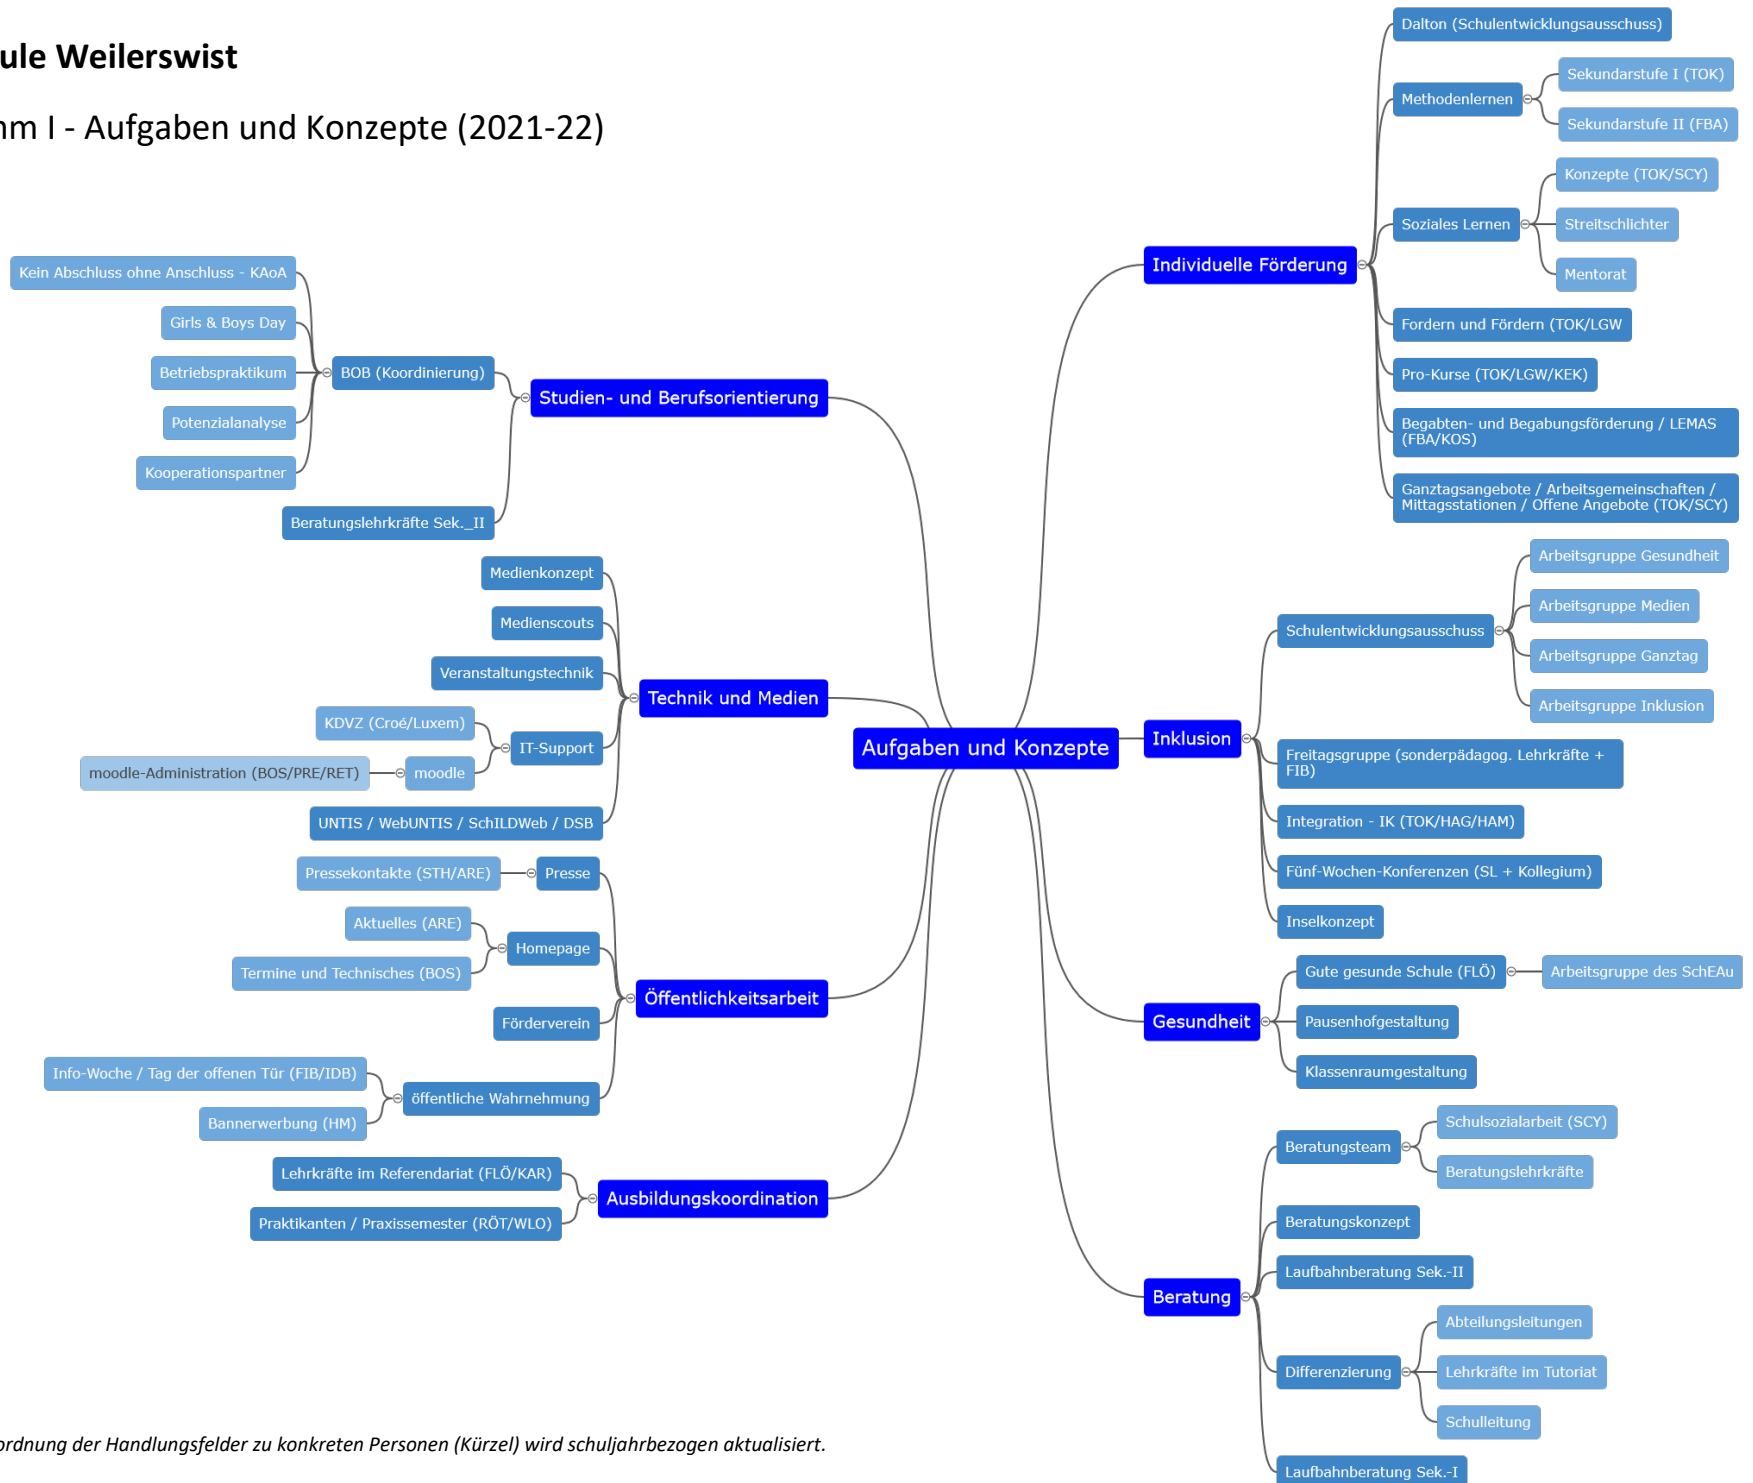 ule Weilerswist
m I - Aufgaben und Konzepte (2021-22)
Aufgaben und Konzepte
Studien- und Berufsorientierung
BOB (Koordinierung)
Kein Abschluss ohne Anschluss - KAoA
Girls & Boys Day
Betriebspraktikum
Potenzialanalyse
Kooperationspartner
Beratungslehrkräfte Sek._II
Technik und Medien
Medienkonzept
Medienscouts
Veranstaltungstechnik
IT-Support
KDVZ (Croé/Luxem)
moodle
moodle-Administration (BOS/PRE/RET)
UNTIS / WebUNTIS / SchILDWeb / DSB
Öffentlichkeitsarbeit
Presse
Pressekontakte (STH/ARE)
Homepage
Aktuelles (ARE)
Termine und Technisches (BOS)
Förderverein
öffentliche Wahrnehmung
Info-Woche / Tag der offenen Tür (FIB/IDB)
Bannerwerbung (HM)
Ausbildungskoordination
Lehrkräfte im Referendariat (FLÖ/KAR)
Praktikanten / Praxissemester (RÖT/WLO)
Individuelle Förderung
Dalton (Schulentwicklungsausschuss)
Methodenlernen
Sekundarstufe I (TOK)
Sekundarstufe II (FBA)
Soziales Lernen
Konzepte (TOK/SCY)
Streitschlichter
Mentorat
Fordern und Fördern (TOK/LGW
Pro-Kurse (TOK/LGW/KEK)
Begabten- und Begabungsförderung / LEMAS
(FBA/KOS)
Ganztagsangebote / Arbeitsgemeinschaften /
Mittagsstationen / Offene Angebote (TOK/SCY)
Inklusion
Schulentwicklungsausschuss
Arbeitsgruppe Gesundheit
Arbeitsgruppe Medien
Arbeitsgruppe Ganztag
Arbeitsgruppe Inklusion
Freitagsgruppe (sonderpädagog. Lehrkräfte +
FIB)
Integration - IK (TOK/HAG/HAM)
Fünf-Wochen-Konferenzen (SL + Kollegium)
Inselkonzept
Gesundheit
Gute gesunde Schule (FLÖ)
Arbeitsgruppe des SchEAu
Pausenhofgestaltung
Klassenraumgestaltung
Beratung
Beratungsteam
Schulsozialarbeit (SCY)
Beratungslehrkräfte
Beratungskonzept
Laufbahnberatung Sek.-II
Differenzierung
Abteilungsleitungen
Lehrkräfte im Tutoriat
Schulleitung
Laufbahnberatung Sek.-I
ordnung der Handlungsfelder zu konkreten Personen (Kürzel) wird schuljahrbezogen aktualisiert.